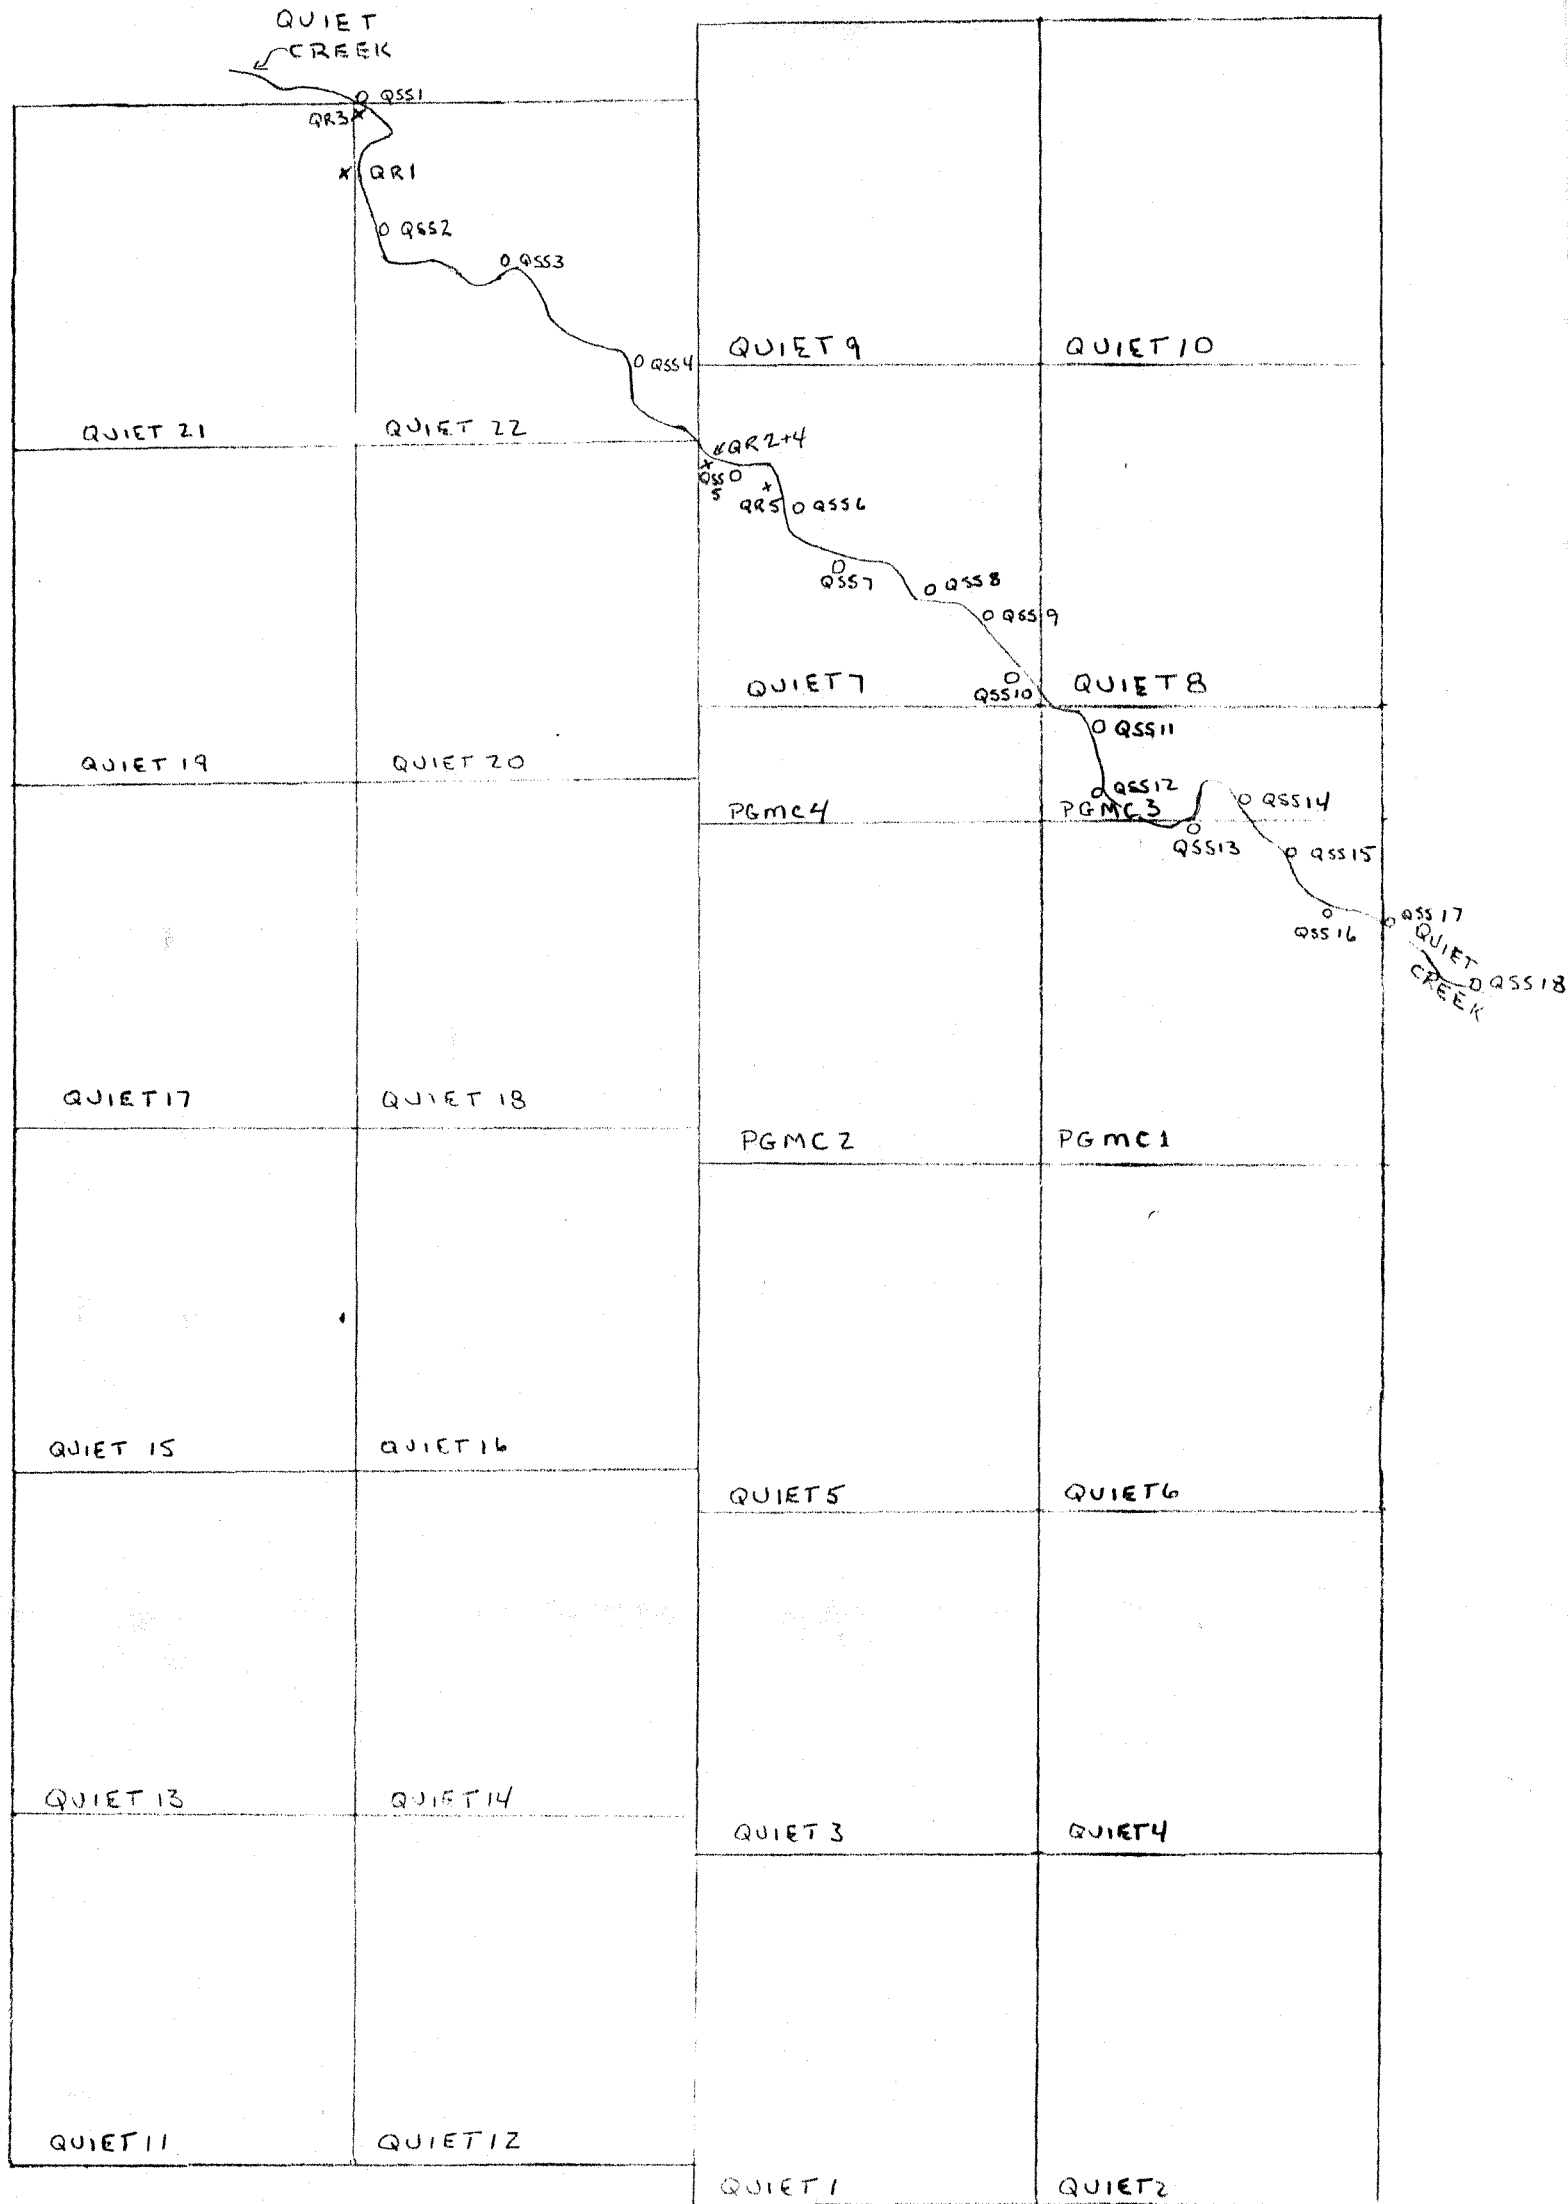 QUIET
CREEK
QSS1
QR3
QR1
QSS2
QSS3
QSS4
QUIET 9
QUIET 10
QUIET 21
QUIET 22
QR2+4
QSS
5
QR5
QSS6
QSS7
QSS8
QSS9
QUIET 7
QSS10
QUIET 8
QSS11
QUIET 19
QUIET 20
QSS12
PGMC4
PGMC3
QSS14
QSS13
QSS15
QSS16
QSS17
QUIET
CREEK
QSS18
QUIET 17
QUIET 18
PGMC2
PGMC1
QUIET 15
QUIET 16
QUIET 5
QUIET 6
QUIET 13
QUIET 14
QUIET 3
QUIET 4
QUIET 11
QUIET 12
QUIET 1
QUIET 2